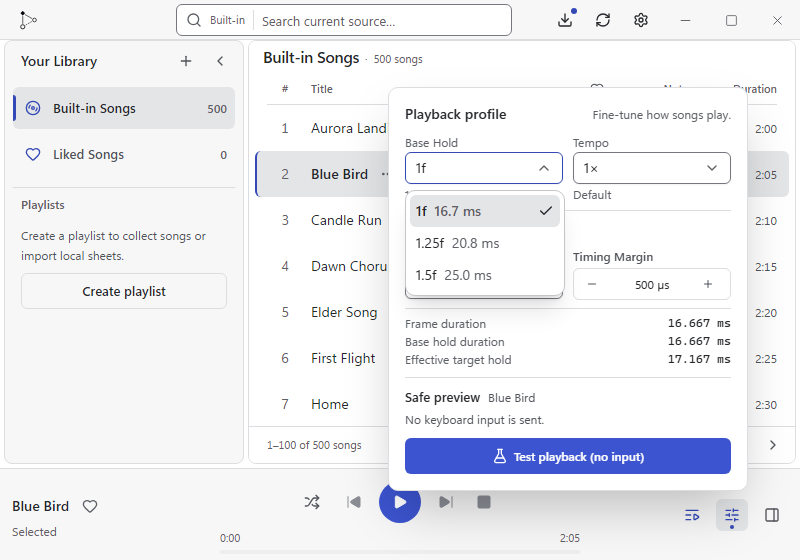 Built-in
Search current source...
Your Library
Built-in Songs 500
Liked Songs 0
Playlists
Create a playlist to collect songs or
import local sheets.
Create playlist
Built-in Songs · 500 songs
# Title
Duration
1 Aurora Land 2:00
2 Blue Bird 2:05
3 Candle Run 2:10
4 Dawn Choru 2:15
5 Elder Song 2:20
6 First Flight 2:25
7 Home 2:30
1–100 of 500 songs
Playback profile
Fine-tune how songs play.
Base Hold
Tempo
1f
1×
Default
1f 16.7 ms
1.25f 20.8 ms
1.5f 25.0 ms
Timing Margin
− 500 µs +
Frame duration 16.667 ms
Base hold duration 16.667 ms
Effective target hold 17.167 ms
Safe preview Blue Bird
No keyboard input is sent.
Test playback (no input)
Blue Bird
Selected
0:00
2:05